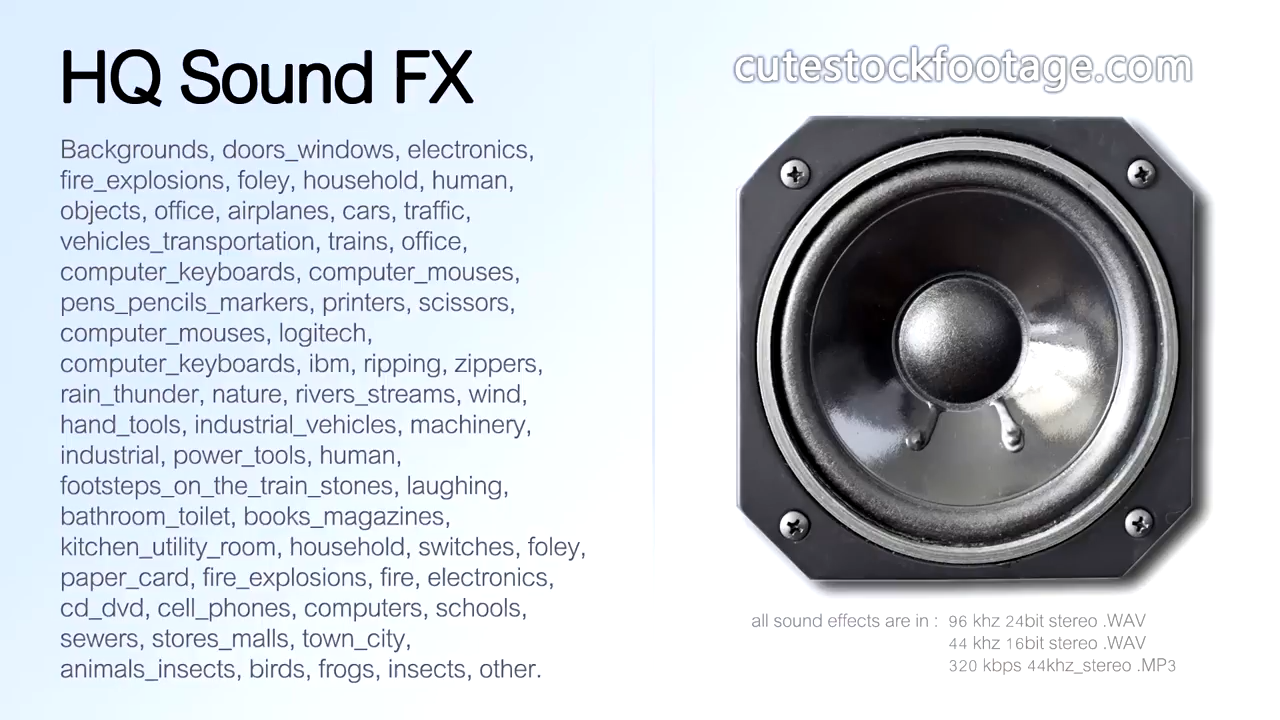 HQ Sound FX
Backgrounds, doors_windows, electronics,
fire_explosions, foley, household, human,
objects, office, airplanes, cars, traffic,
vehicles_transportation, trains, office,
computer_keyboards, computer_mouses,
pens_pencils_markers, printers, scissors,
computer_mouses, logitech,
computer_keyboards, ibm, ripping, zippers,
rain_thunder, nature, rivers_streams, wind,
hand_tools, industrial_vehicles, machinery,
industrial, power_tools, human,
footsteps_on_the_train_stones, laughing,
bathroom_toilet, books_magazines,
kitchen_utility_room, household, switches, foley,
paper_card, fire_explosions, fire, electronics,
cd_dvd, cell_phones, computers, schools,
sewers, stores_malls, town_city,
animals_insects, birds, frogs, insects, other.
cutestockfootage.com
all sound effects are in : 96 khz 24bit stereo .WAV
44 khz 16bit stereo .WAV
320 kbps 44khz_stereo .MP3